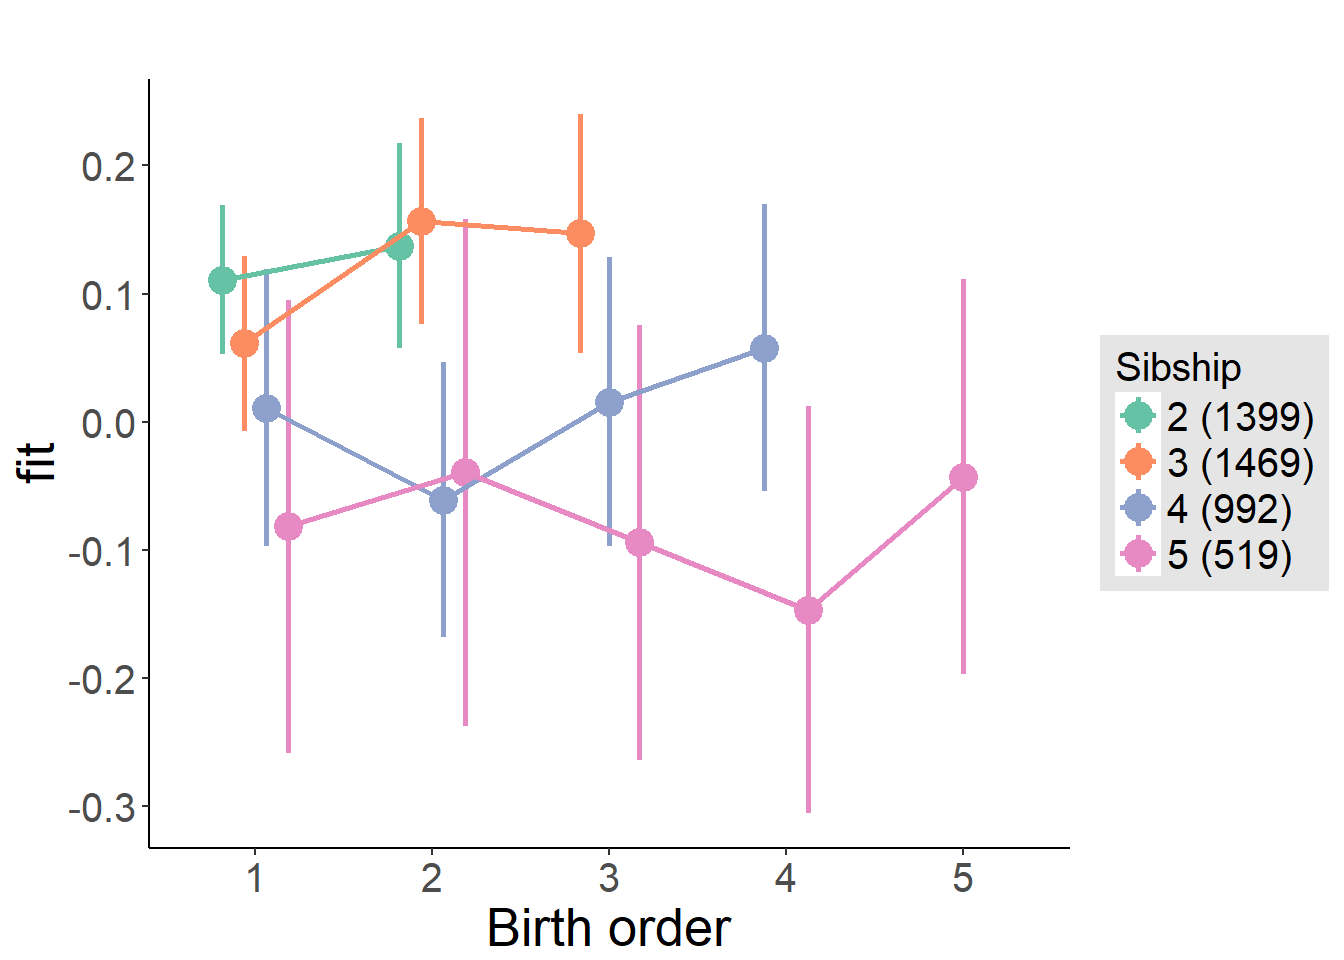 0.2
0.1
0.0
-0.1
-0.2
-0.3
fit
1 2 3 4 5
Birth order
Sibship
2 (1399)
3 (1469)
4 (992)
5 (519)